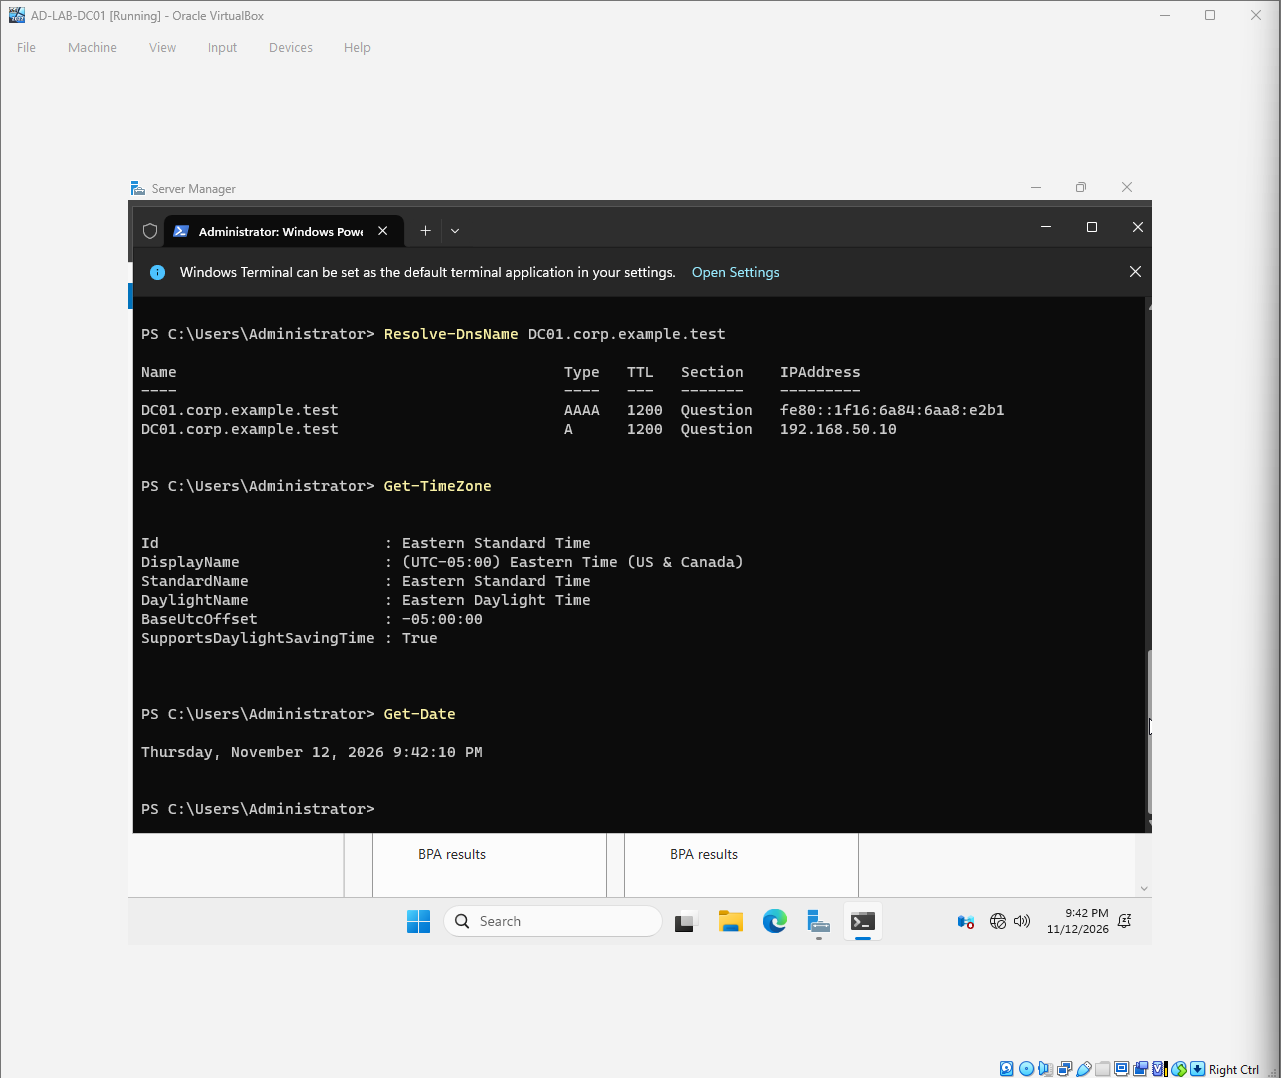 AD-LAB-DC01 [Running] - Oracle VirtualBox
File Machine View Input Devices Help
Server Manager
Administrator: Windows Powe
Windows Terminal can be set as the default terminal application in your settings. Open Settings
PS C:\Users\Administrator> Resolve-DnsName DC01.corp.example.test
Name Type TTL Section IPAddress
---- ---- --- ------- ---------
DC01.corp.example.test AAAA 1200 Question fe80::1f16:6a84:6aa8:e2b1
DC01.corp.example.test A 1200 Question 192.168.50.10
PS C:\Users\Administrator> Get-TimeZone
Id : Eastern Standard Time
DisplayName : (UTC-05:00) Eastern Time (US & Canada)
StandardName : Eastern Standard Time
DaylightName : Eastern Daylight Time
BaseUtcOffset : -05:00:00
SupportsDaylightSavingTime : True
PS C:\Users\Administrator> Get-Date
Thursday, November 12, 2026 9:42:10 PM
PS C:\Users\Administrator>
BPA results BPA results
Search
9:42 PM
11/12/2026
Right Ctrl